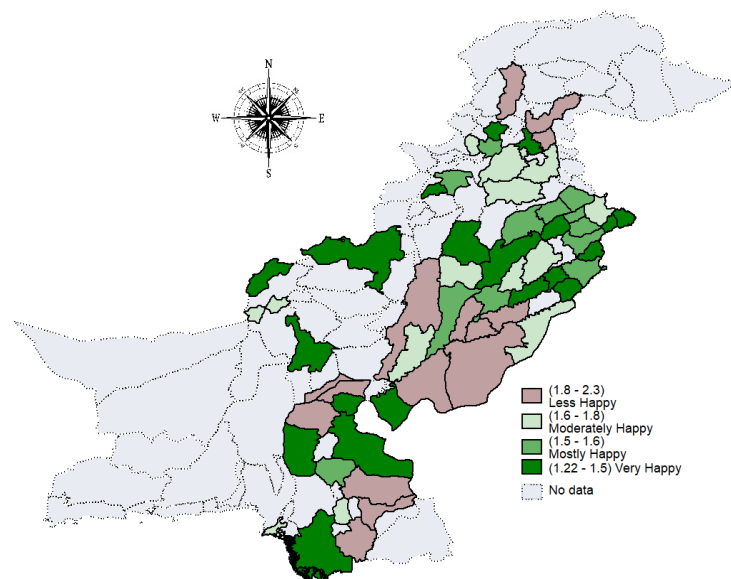 N
W
E
S
(1.8 - 2.3)
Less Happy
(1.6 - 1.8)
Moderately Happy
(1.5 - 1.6)
Mostly Happy
(1.22 - 1.5) Very Happy
No data